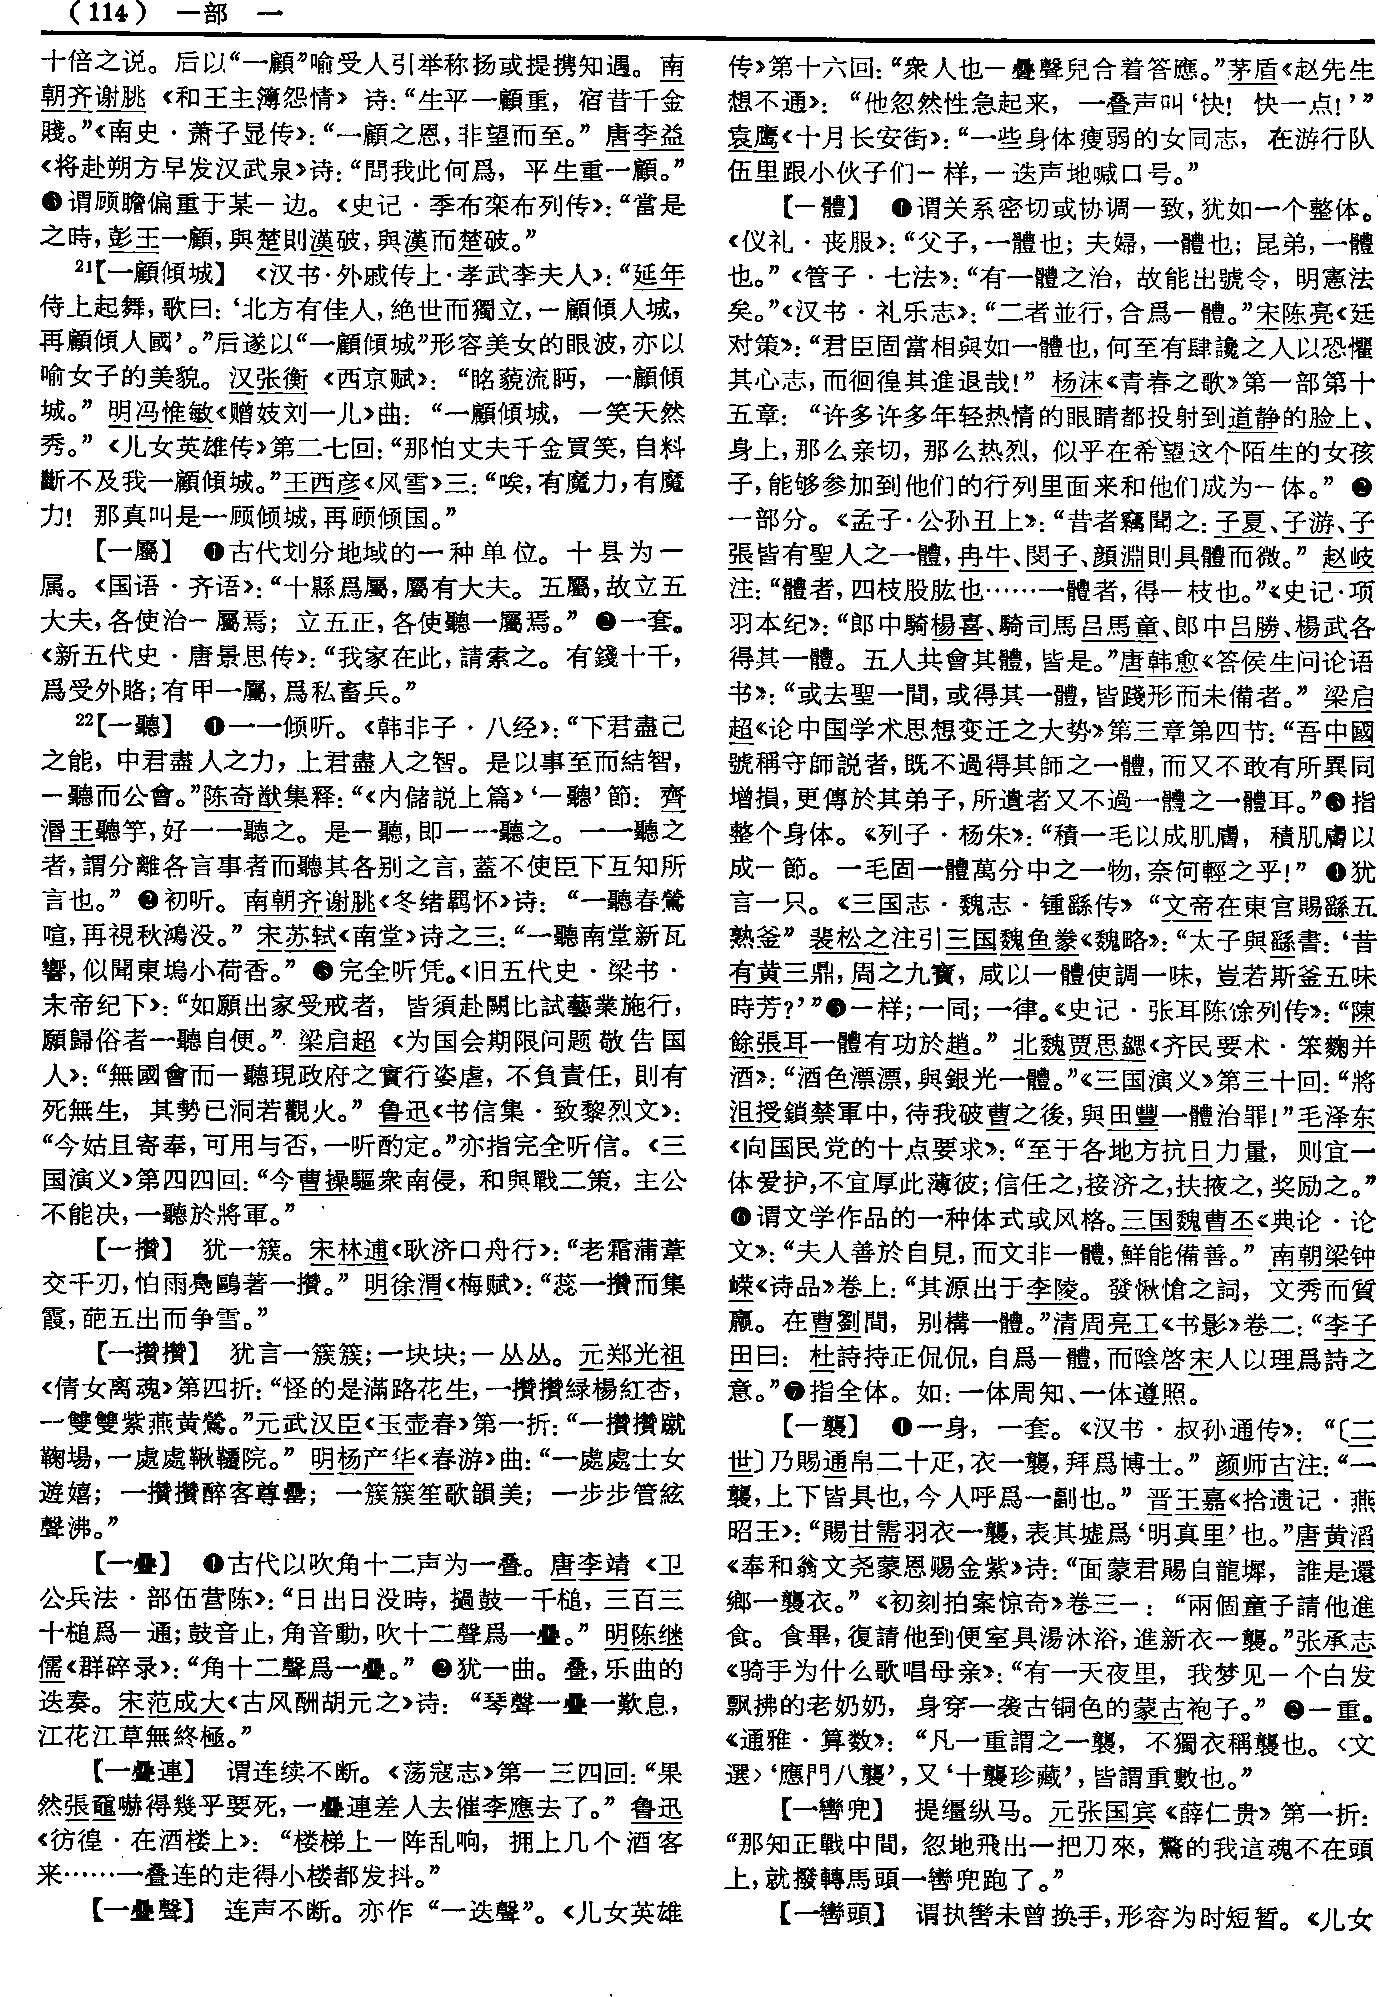 （114） 一部 一
十倍之说。后以“一顧”喻受人引举称扬或提携知遇。南
朝齐谢朓《和王主簿怨情》诗：“生平一顧重，宿昔千金
賤。”《南史·萧子显传》：“一顧之恩，非望而至。”唐李益
《将赴朔方早发汉武泉》诗：“問我此何爲，平生重一顧。”
❸谓顾瞻偏重于某一边。《史记·季布栾布列传》：“當是
之時，彭王一顧，與楚則漢破，與漢而楚破。”
21【一顧傾城】 《汉书·外戚传上·孝武李夫人》：“延年
侍上起舞，歌曰：‘北方有佳人，絶世而獨立，一顧傾人城，
再顧傾人國’。”后遂以“一顧傾城”形容美女的眼波，亦以
喻女子的美貌。汉张衡《西京赋》：“眳藐流眄，一顧傾
城。”明冯惟敏《赠妓刘一儿》曲：“一顧傾城，一笑天然
秀。”《儿女英雄传》第二七回：“那怕丈夫千金買笑，自料
斷不及我一顧傾城。”王西彦《风雪》三：“唉，有魔力，有魔
力！那真叫是一顾倾城，再顾倾国。”
【一屬】 ❶古代划分地域的一种单位。十县为一
属。《国语·齐语》：“十縣爲屬，屬有大夫。五屬，故立五
大夫，各使治一屬焉；立五正，各使聽一屬焉。”❷一套。
《新五代史·唐景思传》：“我家在此，請索之。有錢十千，
爲受外賂；有甲一屬，爲私畜兵。”
22【一聽】 ❶一一倾听。《韩非子·八经》：“下君盡己
之能，中君盡人之力，上君盡人之智。是以事至而結智，
一聽而公會。”陈奇猷集释：“《内儲説上篇》‘一聽’節：齊
湣王聽竽，好一一聽之。是一聽，即一一聽之。一一聽之
者，謂分離各言事者而聽其各别之言，蓋不使臣下互知所
言也。”❷初听。南朝齐谢朓《冬绪羁怀》诗：“一聽春鶯
喧，再視秋鴻没。”宋苏轼《南堂》诗之三：“一聽南堂新瓦
響，似聞東塢小荷香。”❸完全听凭。《旧五代史·梁书·
末帝纪下》：“如願出家受戒者，皆須赴闕比試藝業施行，
願歸俗者一聽自便。”梁启超《为国会期限问题敬告国
人》：“無國會而一聽現政府之實行姿虐，不負責任，則有
死無生，其勢已洞若觀火。”鲁迅《书信集·致黎烈文》：
“今姑且寄奉，可用与否，一听酌定。”亦指完全听信。《三
国演义》第四四回：“今曹操驅衆南侵，和與戰二策，主公
不能决，一聽於將軍。”
【一攢】 犹一簇。宋林逋《耿济口舟行》：“老霜蒲葦
交千刃，怕雨鳧鷗著一攢。”明徐渭《梅赋》：“蕊一攢而集
霞，葩五出而争雪。”
【一攢攢】 犹言一簇簇；一块块；一丛丛。元郑光祖
《倩女离魂》第四折：“怪的是滿路花生，一攢攢緑楊紅杏，
一雙雙紫燕黄鶯。”元武汉臣《玉壶春》第一折：“一攢攢蹴
鞠場，一處處鞦韆院。”明杨产华《春游》曲：“一處處士女
遊嬉；一攢攢醉客尊罍；一簇簇笙歌韻美；一步步管絃
聲沸。”
【一疊】 ❶古代以吹角十二声为一叠。唐李靖《卫
公兵法·部伍营陈》：“日出日没時，撾鼓一千槌，三百三
十槌爲一通；鼓音止，角音動，吹十二聲爲一疊。”明陈继
儒《群碎录》：“角十二聲爲一疊。”❷犹一曲。叠，乐曲的
迭奏。宋范成大《古风酬胡元之》诗：“琴聲一疊一歎息，
江花江草無終極。”
【一疊連】 谓连续不断。《荡寇志》第一三四回：“果
然張𪓟嚇得幾乎要死，一疊連差人去催李應去了。”鲁迅
《彷徨·在酒楼上》：“楼梯上一阵乱响，拥上几个酒客
来……一叠连的走得小楼都发抖。”
【一疊聲】 连声不断。亦作“一迭聲”。《儿女英雄
传》第十六回：“衆人也一疊聲兒合着答應。”茅盾《赵先生
想不通》：“他忽然性急起来，一叠声叫‘快！快一点！’”
袁鹰《十月长安街》：“一些身体瘦弱的女同志，在游行队
伍里跟小伙子们一样，一迭声地喊口号。”
【一體】 ❶谓关系密切或协调一致，犹如一个整体。
《仪礼·丧服》：“父子，一體也；夫婦，一體也；昆弟，一體
也。”《管子·七法》：“有一體之治，故能出號令，明憲法
矣。”《汉书·礼乐志》：“二者並行，合爲一體。”宋陈亮《廷
对策》：“君臣固當相與如一體也，何至有肆讒之人以恐懼
其心志，而徊徨其進退哉！”杨沫《青春之歌》第一部第十
五章：“许多许多年轻热情的眼睛都投射到道静的脸上、
身上，那么亲切，那么热烈，似乎在希望这个陌生的女孩
子，能够参加到他们的行列里面来和他们成为一体。”❷
一部分。《孟子·公孙丑上》：“昔者竊聞之：子夏、子游、子
張皆有聖人之一體，冉牛、閔子、顔淵則具體而微。”赵岐
注：“體者，四枝股肱也……一體者，得一枝也。”《史记·项
羽本纪》：“郎中騎楊喜、騎司馬吕馬童、郎中吕勝、楊武各
得其一體。五人共會其體，皆是。”唐韩愈《答侯生问论语
书》：“或去聖一間，或得其一體，皆踐形而未備者。”梁启
超《论中国学术思想变迁之大势》第三章第四节：“吾中國
號稱守師説者，既不過得其師之一體，而又不敢有所異同
增損，更傳於其弟子，所遺者又不過一體之一體耳。”❸指
整个身体。《列子·杨朱》：“積一毛以成肌膚，積肌膚以
成一節。一毛固一體萬分中之一物，奈何輕之乎！”❹犹
言一只。《三国志·魏志·锺繇传》“文帝在東宫賜繇五
熟釜”裴松之注引三国魏鱼豢《魏略》：“太子與繇書：‘昔
有黄三鼎，周之九寶，咸以一體使調一味，豈若斯釜五味
時芳？’”❺一样；一同；一律。《史记·张耳陈馀列传》：“陳
餘張耳一體有功於趙。”北魏贾思勰《齐民要术·笨麴并
酒》：“酒色漂漂，與銀光一體。”《三国演义》第三十回：“將
沮授鎖禁軍中，待我破曹之後，與田豐一體治罪！”毛泽东
《向国民党的十点要求》：“至于各地方抗日力量，则宜一
体爱护，不宜厚此薄彼；信任之，接济之，扶掖之，奖励之。”
❻谓文学作品的一种体式或风格。三国魏曹丕《典论·论
文》：“夫人善於自見，而文非一體，鮮能備善。”南朝梁钟
嵘《诗品》卷上：“其源出于李陵。發愀愴之詞，文秀而質
羸。在曹劉間，别構一體。”清周亮工《书影》卷二：“李子
田曰：杜詩持正侃侃，自爲一體，而陰啓宋人以理爲詩之
意。”❼指全体。如：一体周知、一体遵照。
【一襲】 ❶一身，一套。《汉书·叔孙通传》：“〔二
世〕乃賜通帛二十疋，衣一襲，拜爲博士。”颜师古注：“一
襲，上下皆具也，今人呼爲一副也。”晋王嘉《拾遗记·燕
昭王》：“賜甘需羽衣一襲，表其墟爲‘明真里’也。”唐黄滔
《奉和翁文尧蒙恩赐金紫》诗：“面蒙君賜自龍墀，誰是還
鄉一襲衣。”《初刻拍案惊奇》卷三一：“兩個童子請他進
食。食畢，復請他到便室具湯沐浴，進新衣一襲。”张承志
《骑手为什么歌唱母亲》：“有一天夜里，我梦见一个白发
飘拂的老奶奶，身穿一袭古铜色的蒙古袍子。”❷一重。
《通雅·算数》：“凡一重謂之一襲，不獨衣稱襲也。〈文
選〉‘應門八襲’，又‘十襲珍藏’，皆謂重數也。”
【一轡兜】 提缰纵马。元张国宾《薛仁贵》第一折：
“那知正戰中間，忽地飛出一把刀來，驚的我這魂不在頭
上，就撥轉馬頭一轡兜跑了。”
【一轡頭】 谓执辔未曾换手，形容为时短暂。《儿女